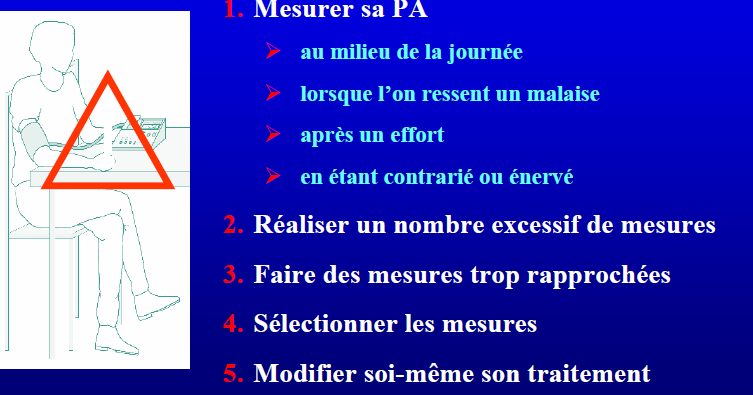 1. Mesurer sa PA
➢ au milieu de la journée
➢ lorsque l’on ressent un malaise
➢ après un effort
➢ en étant contrarié ou énervé
2. Réaliser un nombre excessif de mesures
3. Faire des mesures trop rapprochées
4. Sélectionner les mesures
5. Modifier soi-même son traitement